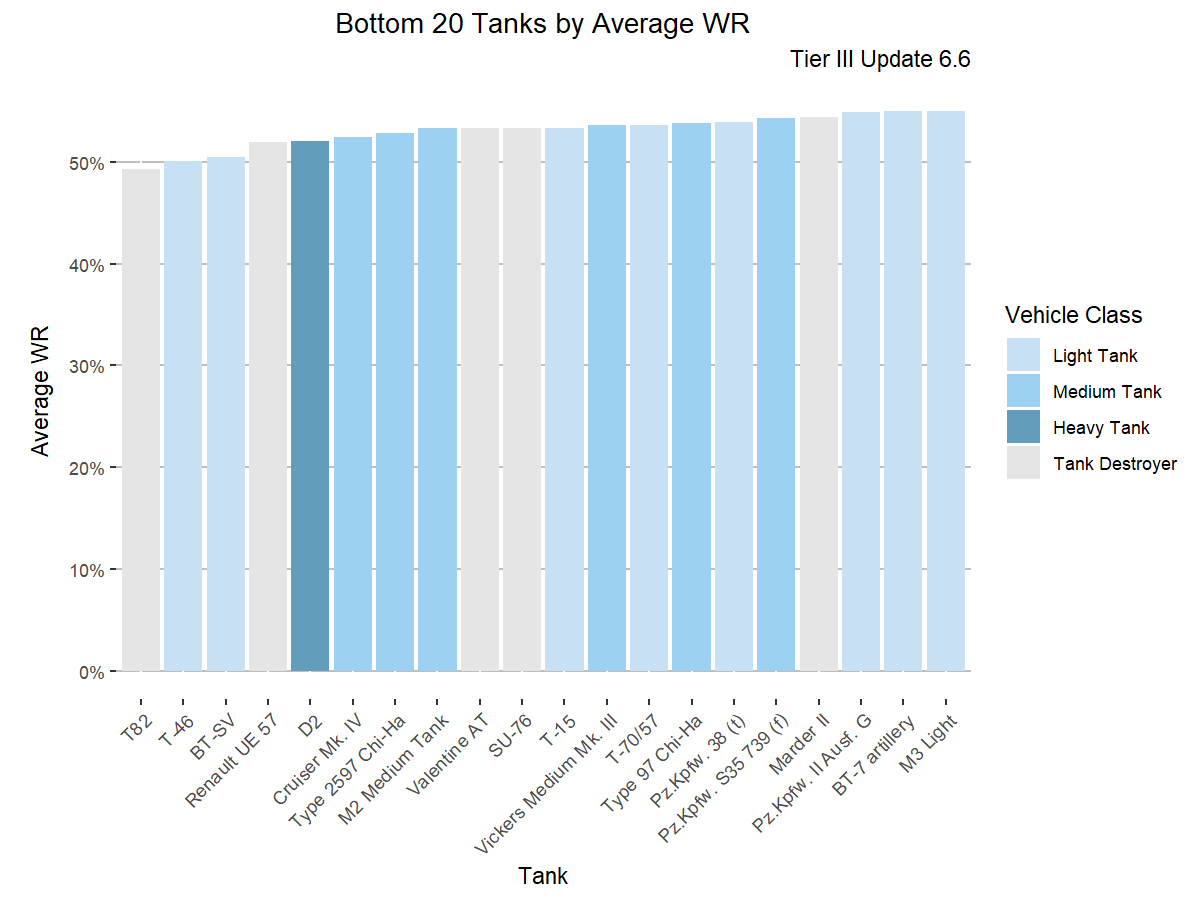 Bottom 20 Tanks by Average WR
Tier III Update 6.6
50%
40%
30%
20%
10%
0%
Average WR
T82
T-46
BT-SV
Renault UE 57
D2
Cruiser Mk. IV
Type 2597 Chi-Ha
M2 Medium Tank
Valentine AT
SU-76
T-15
Vickers Medium Mk. III
T-70/57
Type 97 Chi-Ha
Pz.Kpfw. 38 (t)
Pz.Kpfw. S35 739 (f)
Marder II
Pz.Kpfw. II Ausf. G
BT-7 artillery
M3 Light
Tank
Vehicle Class
Light Tank
Medium Tank
Heavy Tank
Tank Destroyer